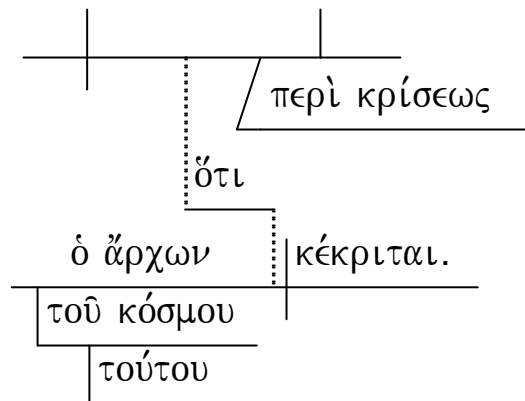 περὶ κρίσεως
ὅτι
ὁ ἄρχων κέκριται.
τοῦ κόσμου
τούτου